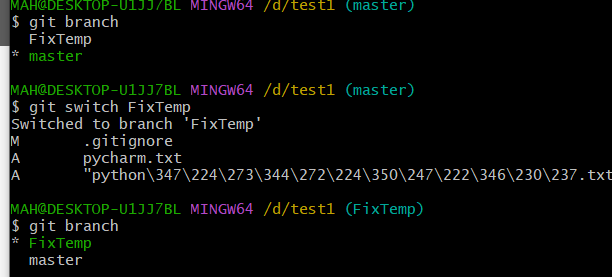 MAH@DESKTOP-U1JJ7BL MINGW64 /d/test1 (master)
$ git branch
  FixTemp
* master
MAH@DESKTOP-U1JJ7BL MINGW64 /d/test1 (master)
$ git switch FixTemp
Switched to branch 'FixTemp'
M       .gitignore
A       pycharm.txt
A       "python\347\224\273\344\272\224\350\247\222\346\230\237.txt
MAH@DESKTOP-U1JJ7BL MINGW64 /d/test1 (FixTemp)
$ git branch
* FixTemp
  master